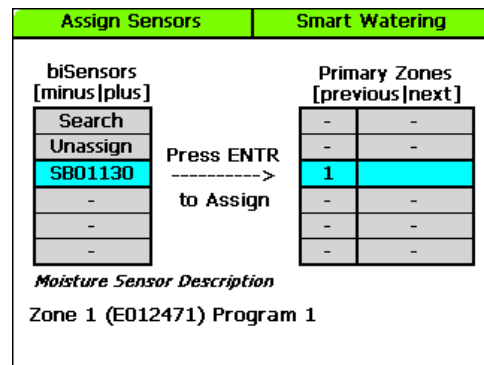 Assign Sensors Smart Watering
biSensors Primary Zones
[minus|plus] [previous|next]
Search - -
Unassign Press ENTR - -
SB01130 ----------> 1
- to Assign - -
- - -
- - -
Moisture Sensor Description
Zone 1 (E012471) Program 1